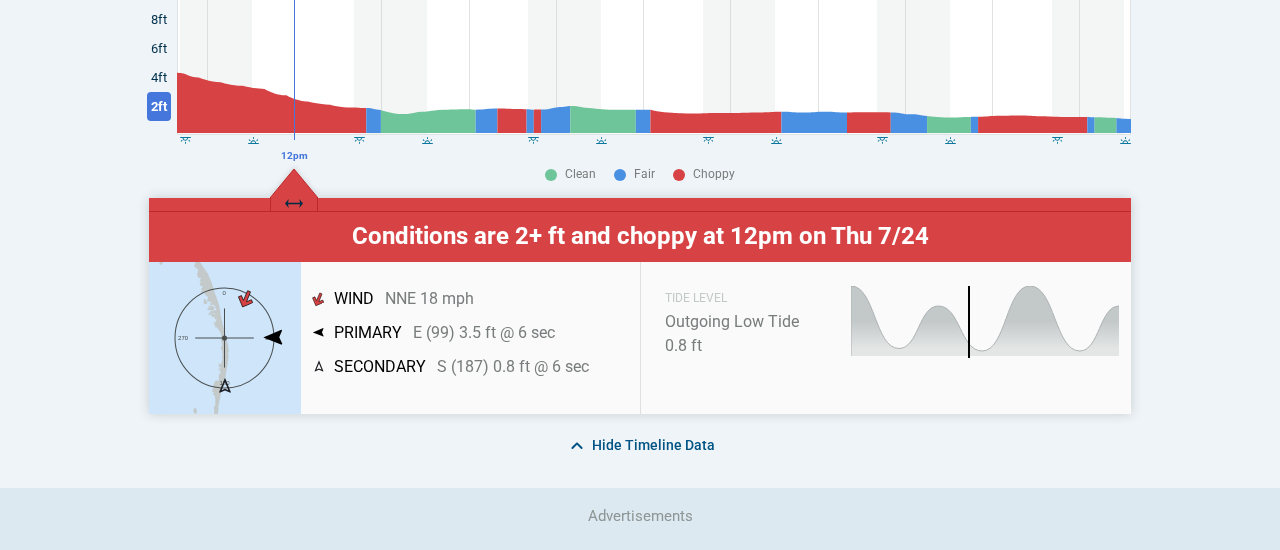 8ft
6ft
4ft
2ft
12pm
Clean
Fair
Choppy
Conditions are 2+ ft and choppy at 12pm on Thu 7/24
0
270
WIND NNE 18 mph
PRIMARY E (99) 3.5 ft @ 6 sec
SECONDARY S (187) 0.8 ft @ 6 sec
TIDE LEVEL
Outgoing Low Tide
0.8 ft
Hide Timeline Data
Advertisements